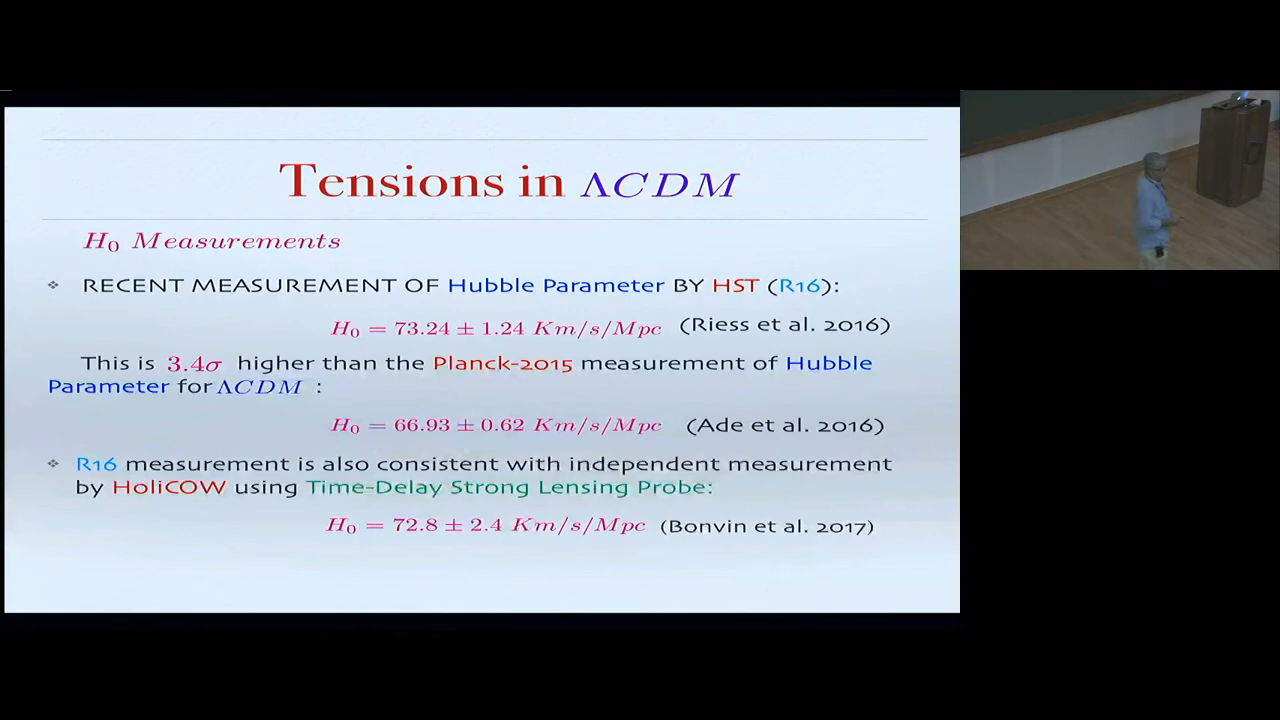 Tensions in ΛCDM
H₀ Measurements
❖ RECENT MEASUREMENT OF Hubble Parameter BY HST (R16):
H₀ = 73.24 ± 1.24 Km/s/Mpc (Riess et al. 2016)
This is 3.4σ higher than the Planck-2015 measurement of Hubble
Parameter for ΛCDM :
H₀ = 66.93 ± 0.62 Km/s/Mpc (Ade et al. 2016)
❖ R16 measurement is also consistent with independent measurement
by HoliCOW using Time-Delay Strong Lensing Probe:
H₀ = 72.8 ± 2.4 Km/s/Mpc (Bonvin et al. 2017)